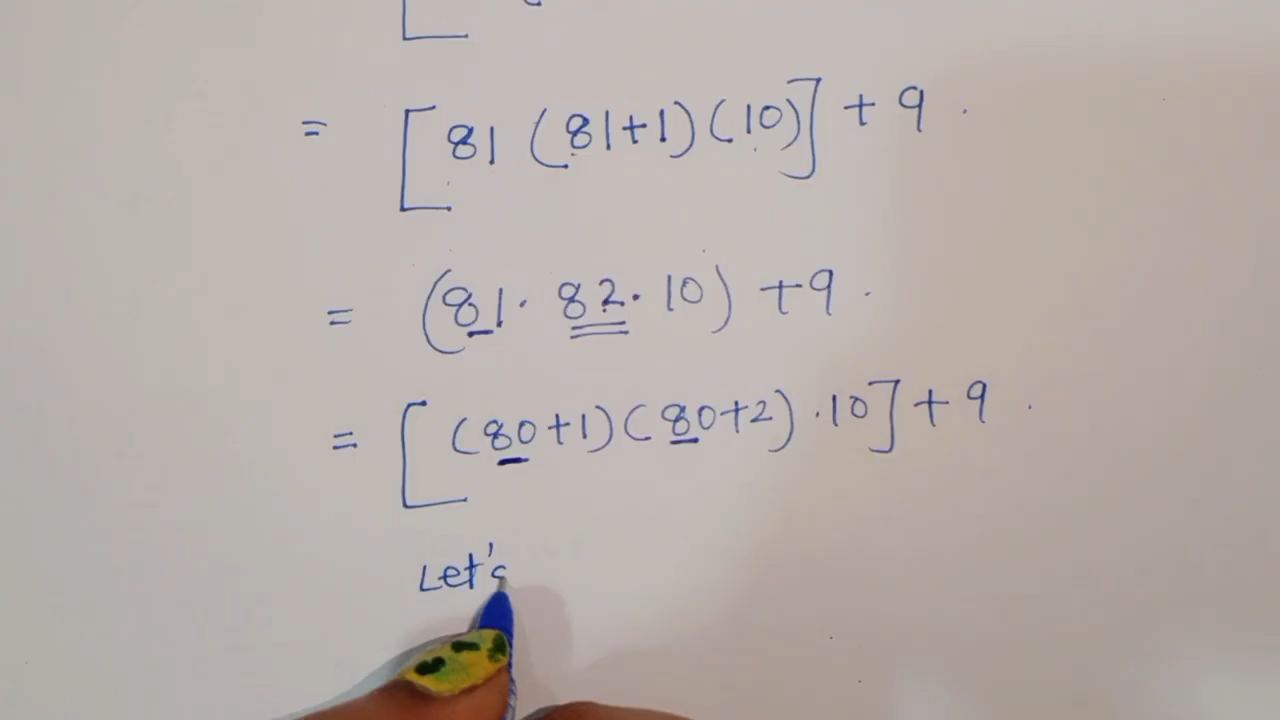 = [81 (81+1)(10)] + 9.
= (81. 82. 10) +9.
= [(80+1)(80+2).10] + 9.
Let's